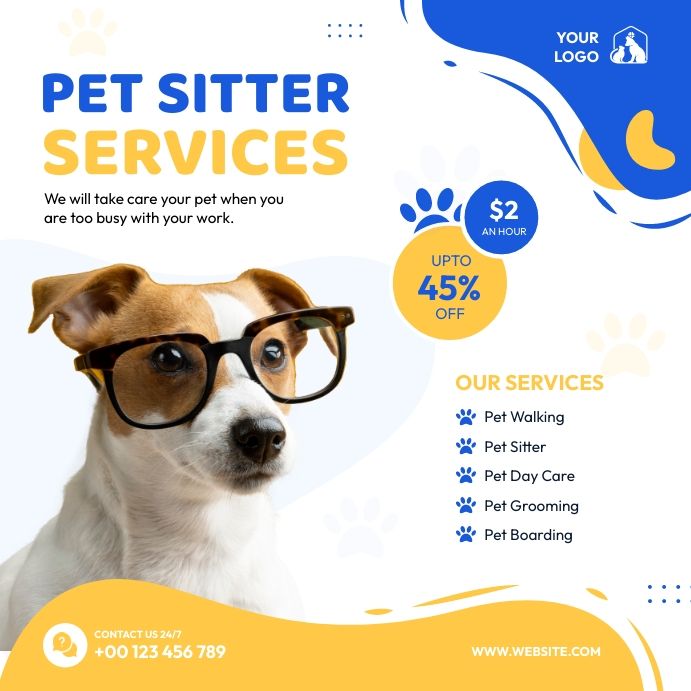 YOUR
LOGO
PET SITTER
SERVICES
We will take care your pet when you
are too busy with your work.
$2
AN HOUR
UPTO
45%
OFF
OUR SERVICES
Pet Walking
Pet Sitter
Pet Day Care
Pet Grooming
Pet Boarding
CONTACT US 24/7
+00 123 456 789
WWW.WEBSITE.COM